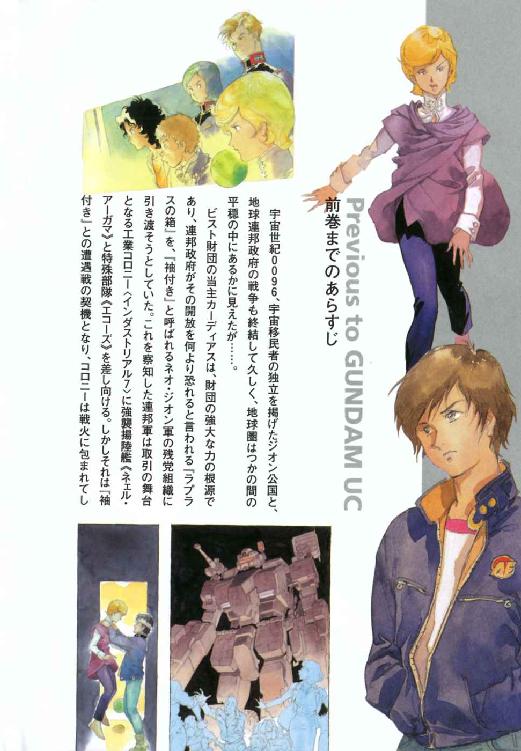 Previous to GUNDAM UC
前巻までのあらすじ
宇宙世紀0096、宇宙移民者の独立を掲げたジオン公国と、
地球連邦政府の戦争も終結して久しく、地球圏はつかの間の
平穏の中にあるかに見えたが……。
ビスト財団の当主カーディアスは、財団の強大な力の根源で
あり、連邦政府がその開放を何より恐れると言われる『ラプラ
スの箱』を、『袖付き』と呼ばれるネオ・ジオン軍の残党組織に
引き渡そうとしていた。これを察知した連邦軍は取引の舞台
となる工業コロニー〈インダストリアル7〉に強襲揚陸艦《ネェル・
アーガマ》と特殊部隊《エコーズ》を差し向ける。しかしそれは『袖
付き』との遭遇戦の契機となり、コロニーは戦火に包まれてし